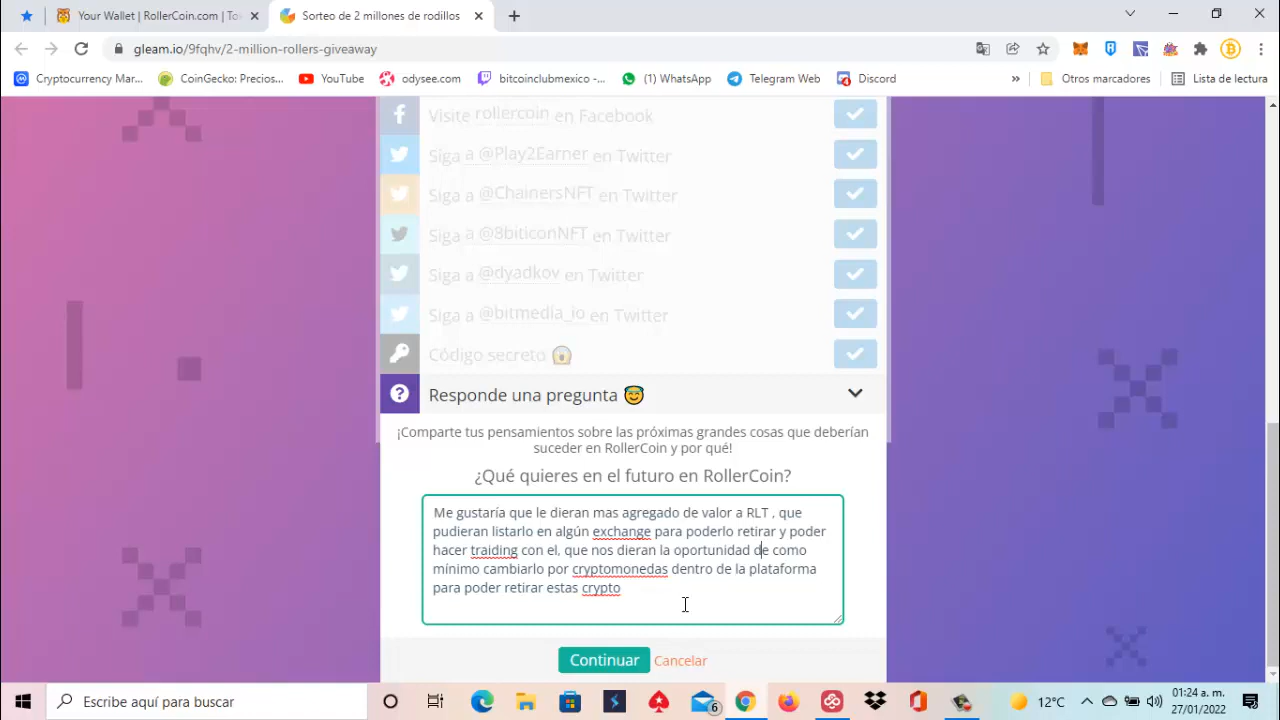 Your Wallet | RollerCoin.com | To
Sorteo de 2 millones de rodillos
gleam.io/9fqhv/2-million-rollers-giveaway
Cryptocurrency Mar...
CoinGecko: Precios...
YouTube
odysee.com
bitcoinclubmexico -...
(1) WhatsApp
Telegram Web
Discord
»
Otros marcadores
Lista de lectura
Visite rollercoin en Facebook
Siga a @Play2Earner en Twitter
Siga a @ChainersNFT en Twitter
Siga a @8biticonNFT en Twitter
Siga a @dyadkov en Twitter
Siga a @bitmedia_io en Twitter
Código secreto 😱
Responde una pregunta 😇
¡Comparte tus pensamientos sobre las próximas grandes cosas que deberían
suceder en RollerCoin y por qué!
¿Qué quieres en el futuro en RollerCoin?
Me gustaría que le dieran mas agregado de valor a RLT , que
pudieran listarlo en algún exchange para poderlo retirar y poder
hacer traiding con el, que nos dieran la oportunidad de como
mínimo cambiarlo por cryptomonedas dentro de la plataforma
para poder retirar estas crypto
Continuar Cancelar
Escribe aquí para buscar
6
12°C
01:24 a. m.
27/01/2022